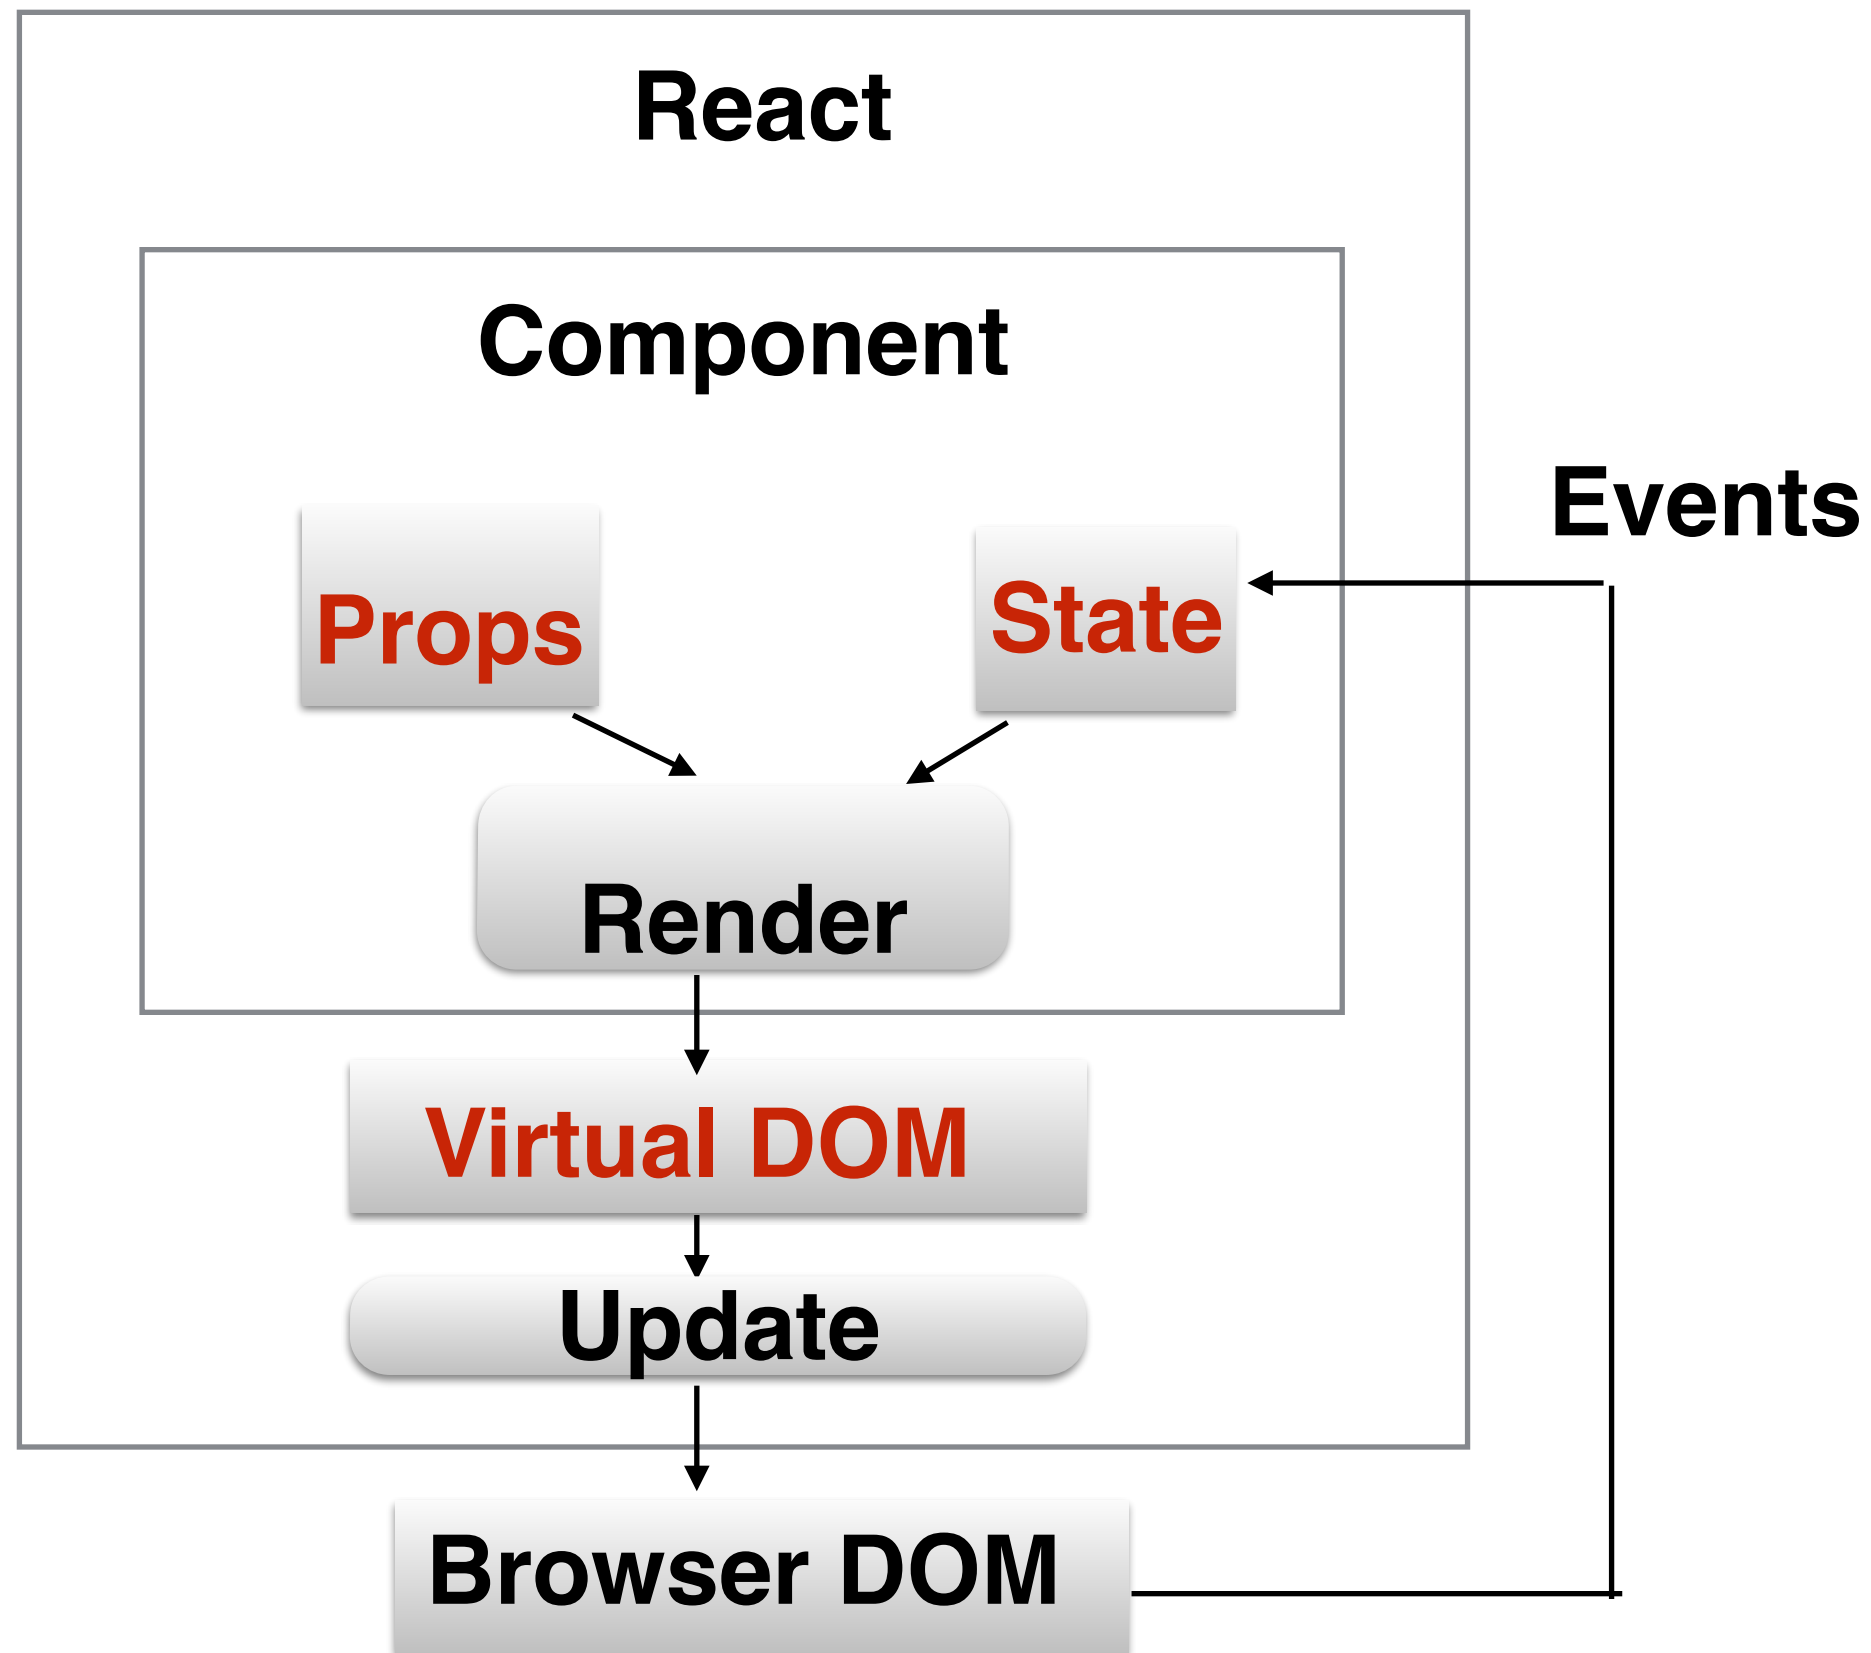 React
Component
Events
Props
State
Render
Virtual DOM
Update
Browser DOM